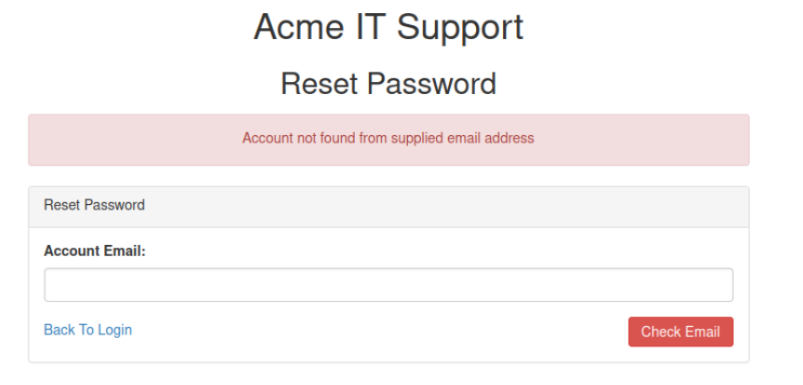 Acme IT Support
Reset Password
Account not found from supplied email address
Reset Password
Account Email:
Back To Login
Check Email